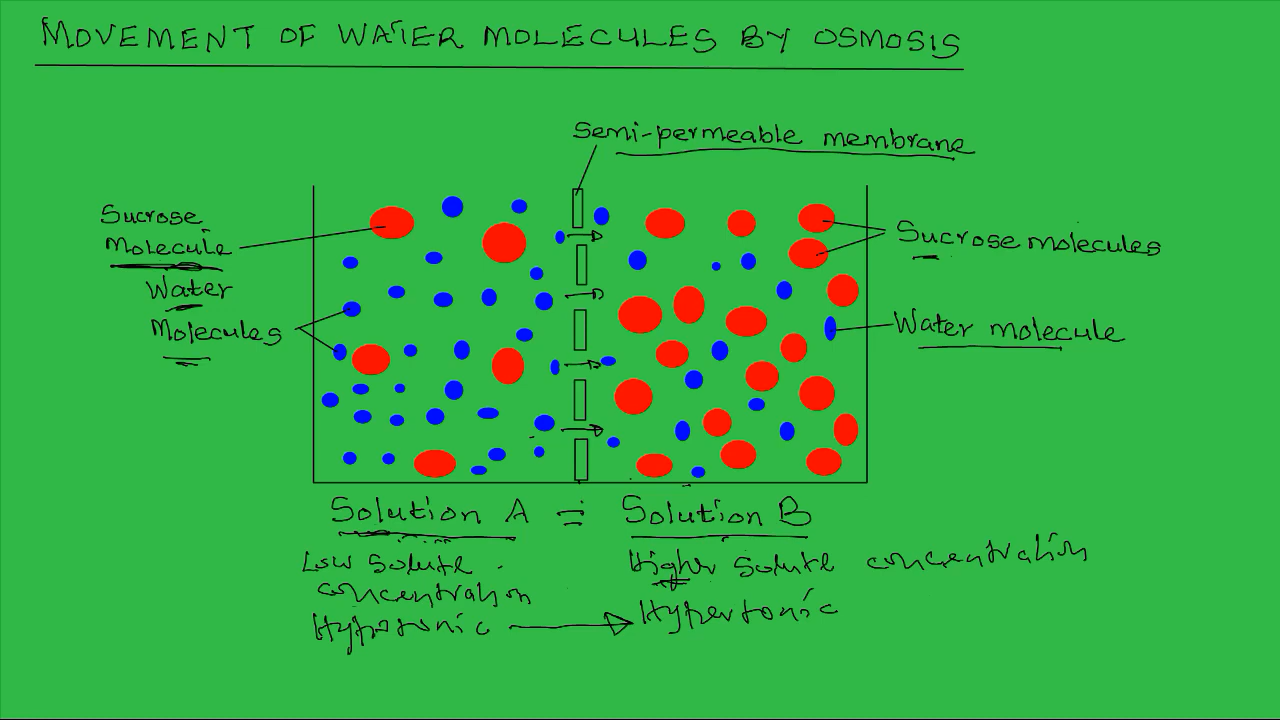 MOVEMENT OF WATER MOLECULES BY OSMOSIS
Semi-permeable membrane
Sucrose
Molecule
Water
Molecules
Sucrose molecules
Water molecule
Solution A = Solution B
Low Solute
concentration
Hypotonic
Higher Solute concentration
Hypertonic